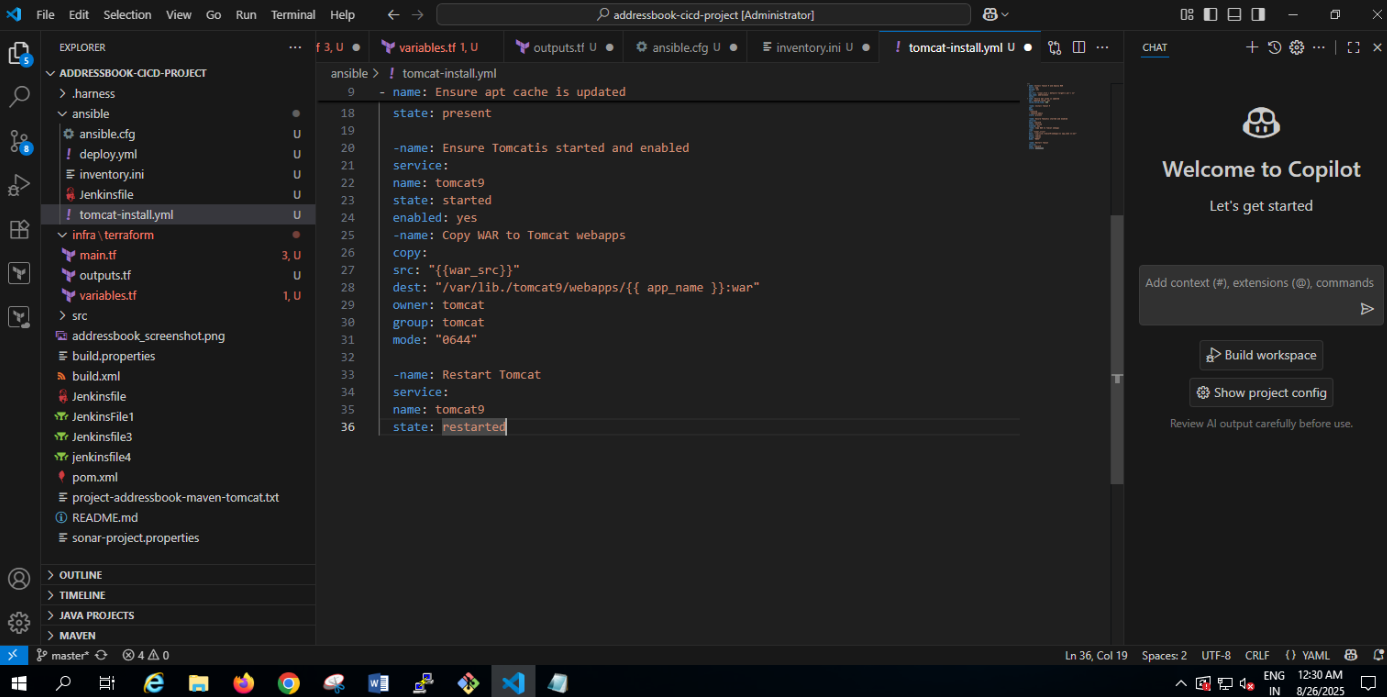 File Edit Selection View Go Run Terminal Help
addressbook-cicd-project [Administrator]
EXPLORER
f 3, U
variables.tf 1, U
outputs.tf U
ansible.cfg U
inventory.ini U
! tomcat-install.yml U
CHAT
ADDRESSBOOK-CICD-PROJECT
.harness
ansible
ansible.cfg U
! deploy.yml U
inventory.ini U
Jenkinsfile U
! tomcat-install.yml U
infra\terraform
main.tf 3, U
outputs.tf U
variables.tf 1, U
src
addressbook_screenshot.png
build.properties
build.xml
Jenkinsfile
JenkinsFile1
Jenkinsfile3
jenkinsfile4
pom.xml
project-addressbook-maven-tomcat.txt
README.md
sonar-project.properties
OUTLINE
TIMELINE
JAVA PROJECTS
MAVEN
5
8
ansible > ! tomcat-install.yml
9 - name: Ensure apt cache is updated
18 state: present
19
20 -name: Ensure Tomcatis started and enabled
21 service:
22 name: tomcat9
23 state: started
24 enabled: yes
25 -name: Copy WAR to Tomcat webapps
26 copy:
27 src: "{{war_src}}"
28 dest: "/var/lib./tomcat9/webapps/{{ app_name }}:war"
29 owner: tomcat
30 group: tomcat
31 mode: "0644"
32
33 -name: Restart Tomcat
34 service:
35 name: tomcat9
36 state: restarted
Welcome to Copilot
Let's get started
Add context (#), extensions (@), commands
Build workspace
Show project config
Review AI output carefully before use.
master* 4 0
Ln 36, Col 19 Spaces: 2 UTF-8 CRLF {} YAML
ENG
IN
12:30 AM
8/26/2025